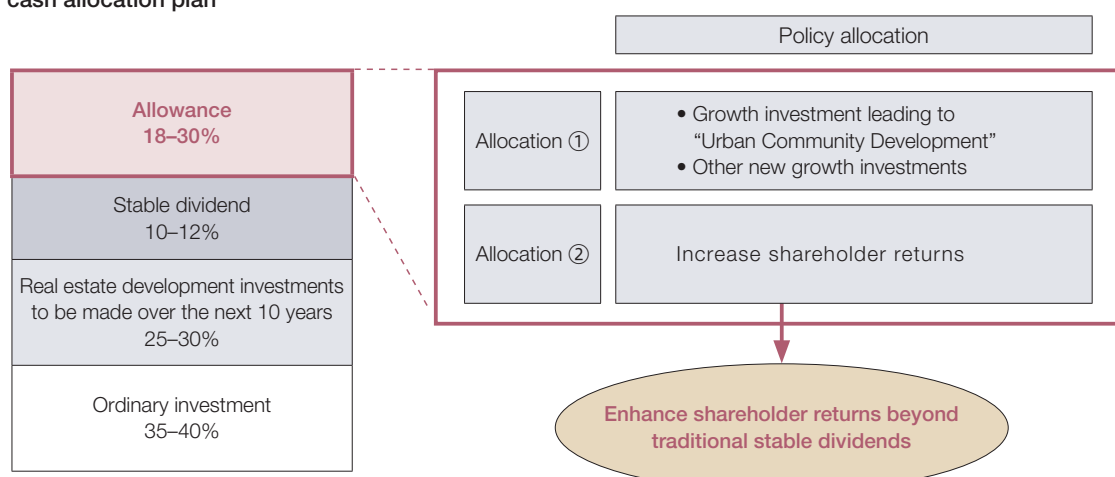 cash allocation plan
Allowance
18–30%
Stable dividend
10–12%
Real estate development investments
to be made over the next 10 years
25–30%
Ordinary investment
35–40%
Policy allocation
Allocation ①
• Growth investment leading to
“Urban Community Development”
• Other new growth investments
Allocation ②
Increase shareholder returns
Enhance shareholder returns beyond
traditional stable dividends